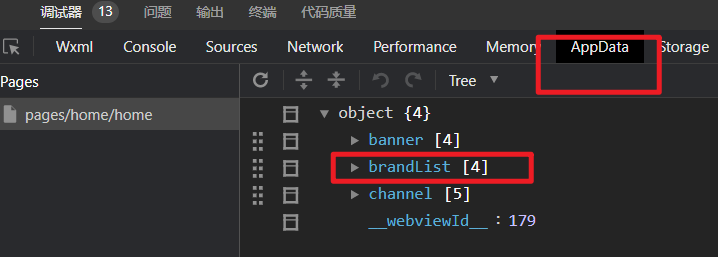 调试器 13 问题 输出 终端 代码质量
Wxml Console Sources Network Performance Memory AppData Storage
Pages Tree
pages/home/home object {4}
banner [4]
brandList [4]
channel [5]
__webviewId__ : 179